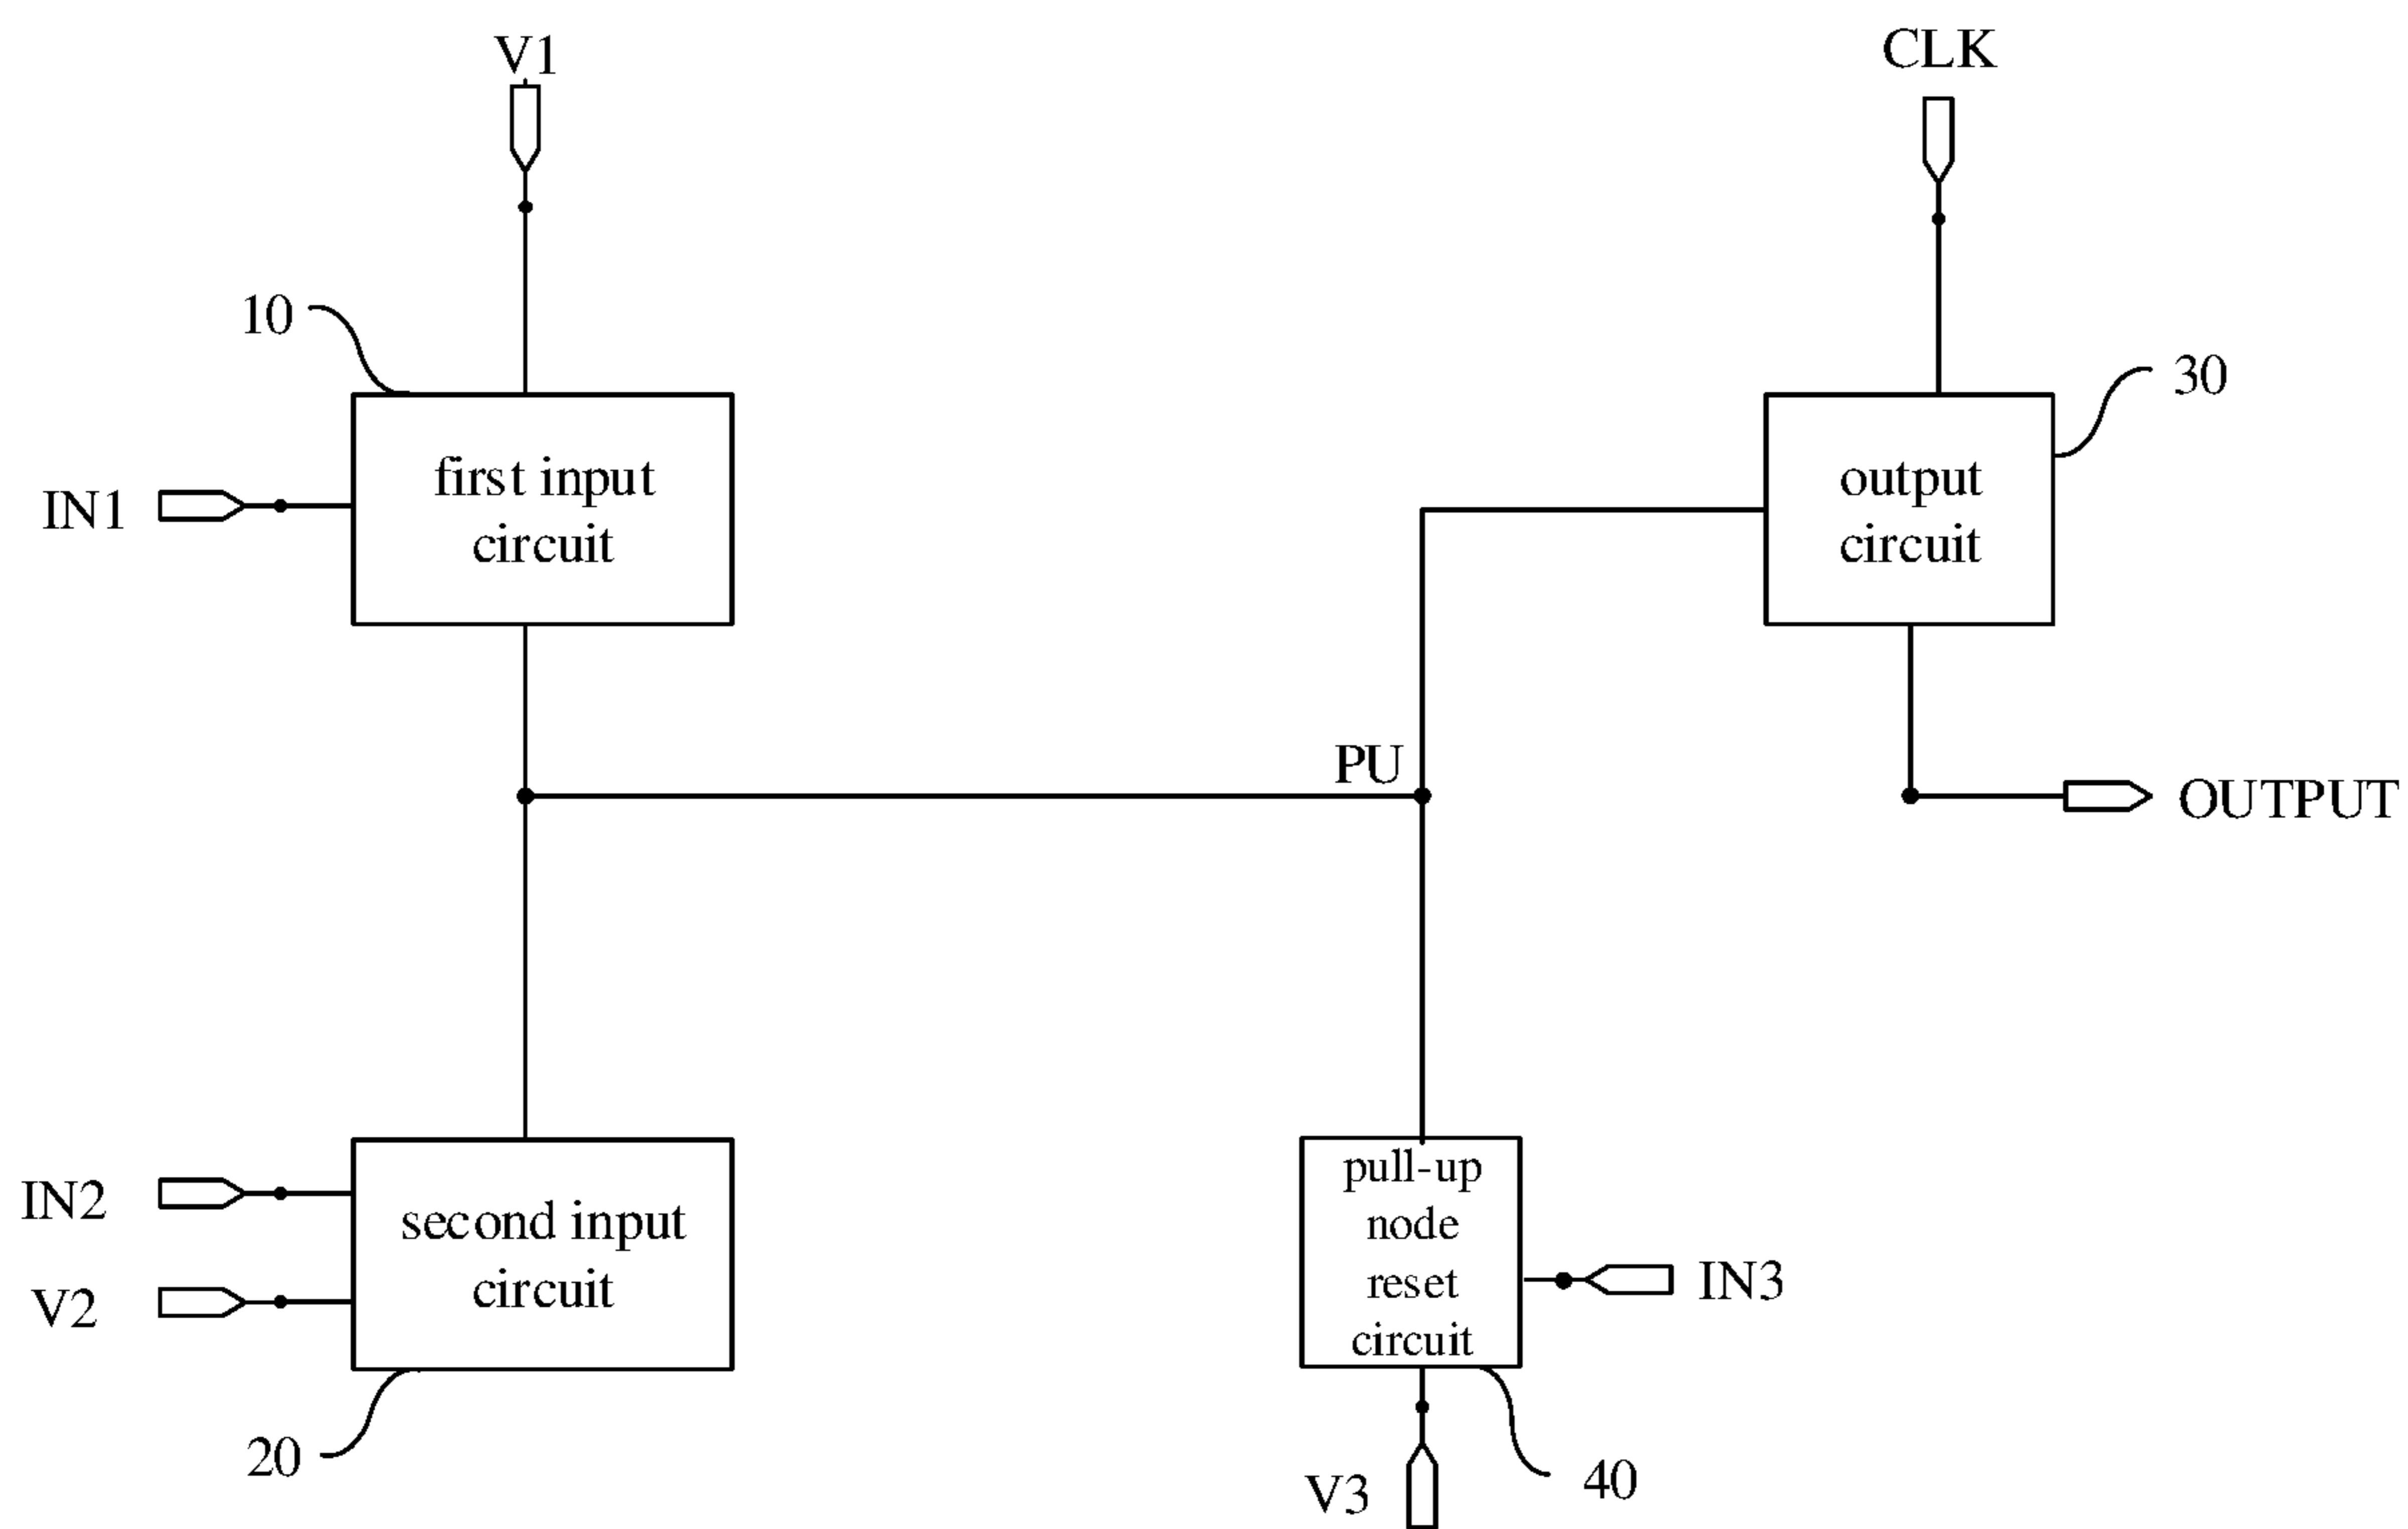 V1
CLK
10
30
first input
circuit
output
circuit
IN1
PU
OUTPUT
IN2
V2
second input
circuit
pull-up
node
reset
circuit
IN3
20
V3
40